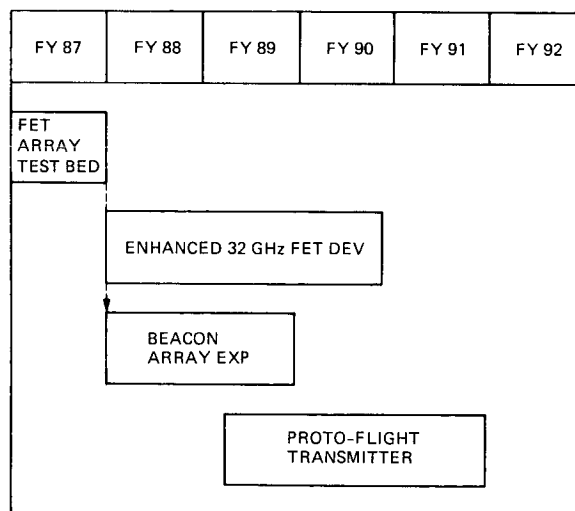 FY 87 FY 88 FY 89 FY 90 FY 91 FY 92
FET
ARRAY
TEST BED
ENHANCED 32 GHz FET DEV
BEACON
ARRAY EXP
PROTO-FLIGHT
TRANSMITTER